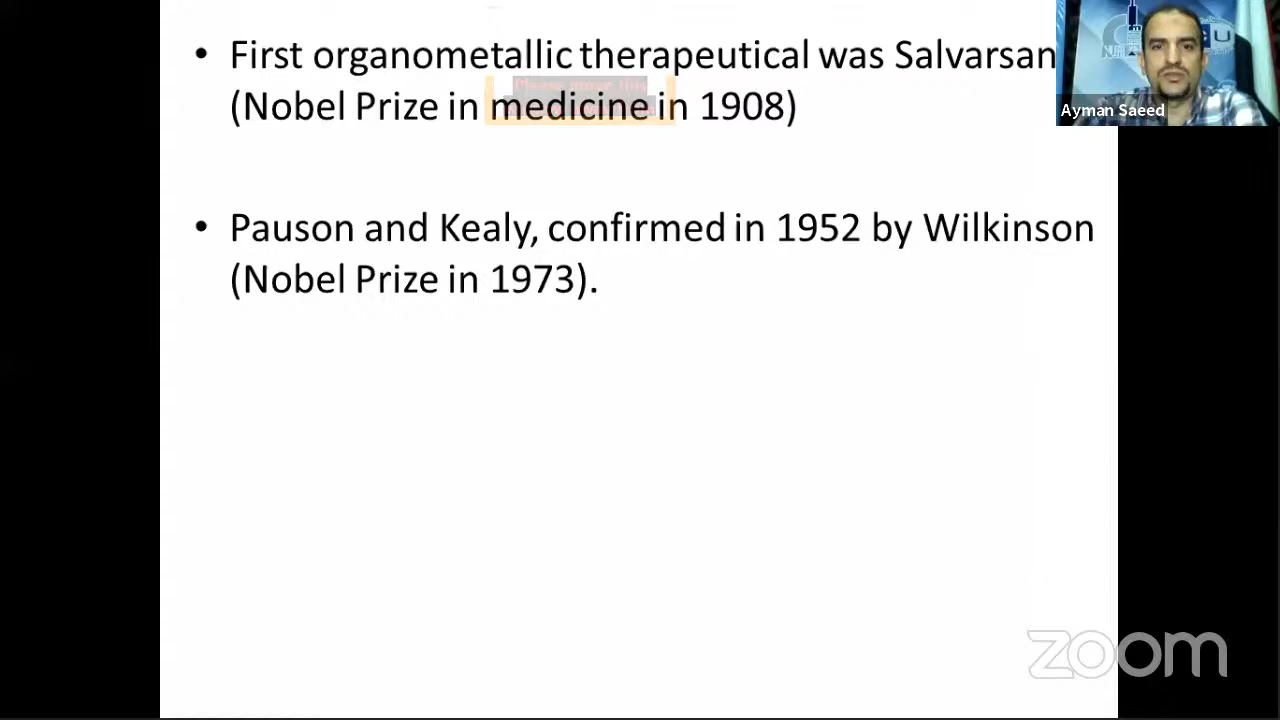 • First organometallic therapeutical was Salvarsan
(Nobel Prize in medicine in 1908)
Ayman Saeed
• Pauson and Kealy, confirmed in 1952 by Wilkinson
(Nobel Prize in 1973).
zoom